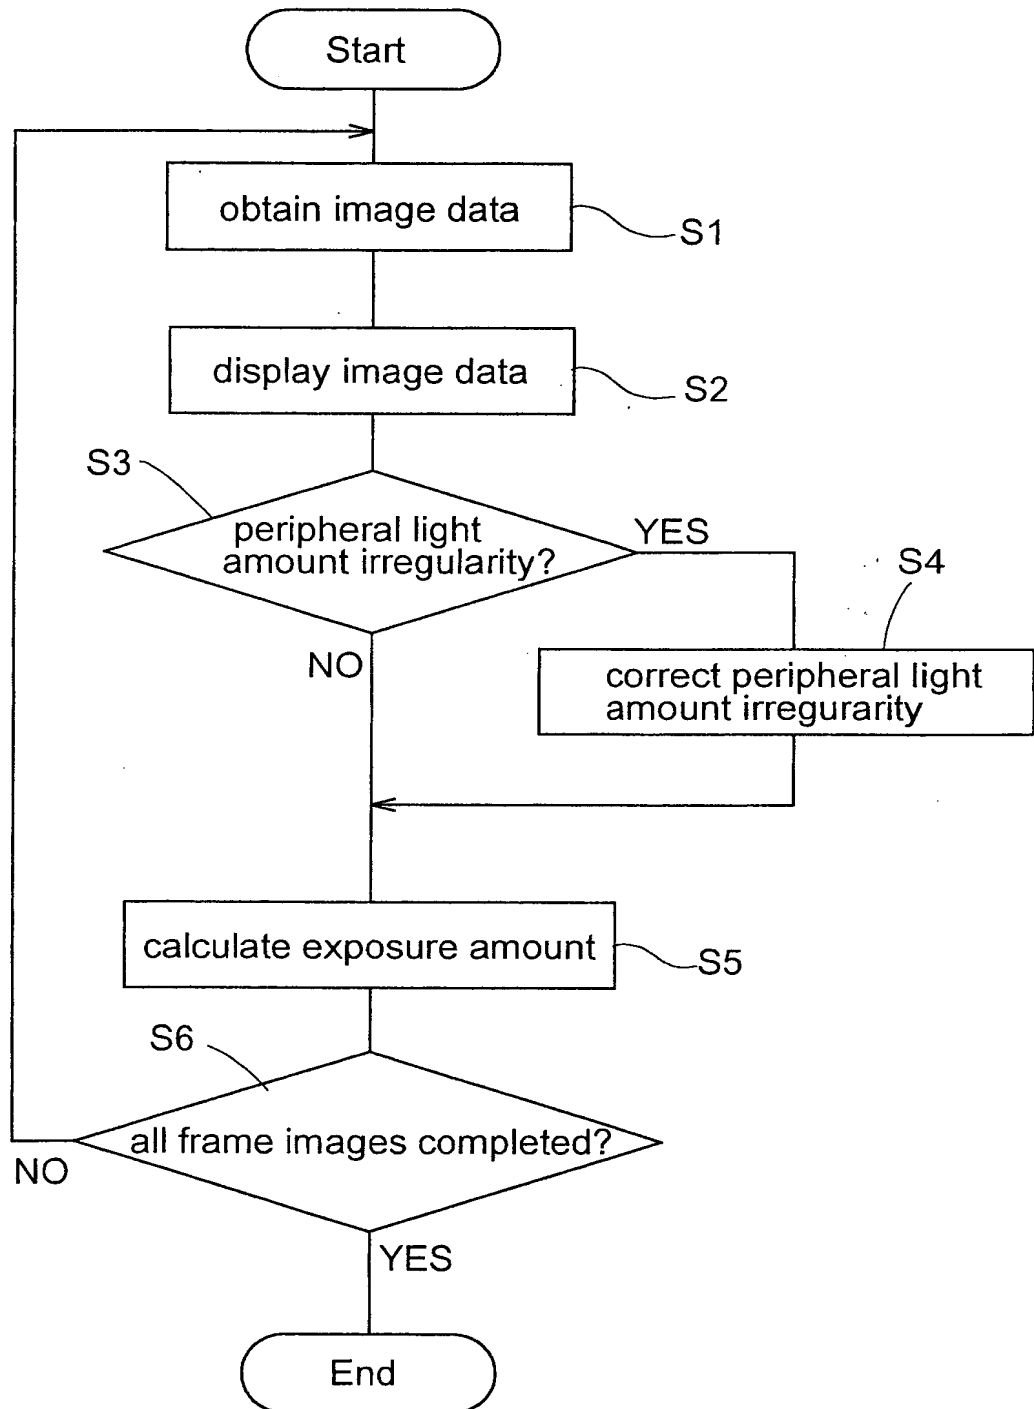 Start
obtain image data
S1
display image data
S2
S3
peripheral light
amount irregularity?
YES
S4
NO
correct peripheral light
amount irregurarity
calculate exposure amount
S5
S6
all frame images completed?
NO
YES
End